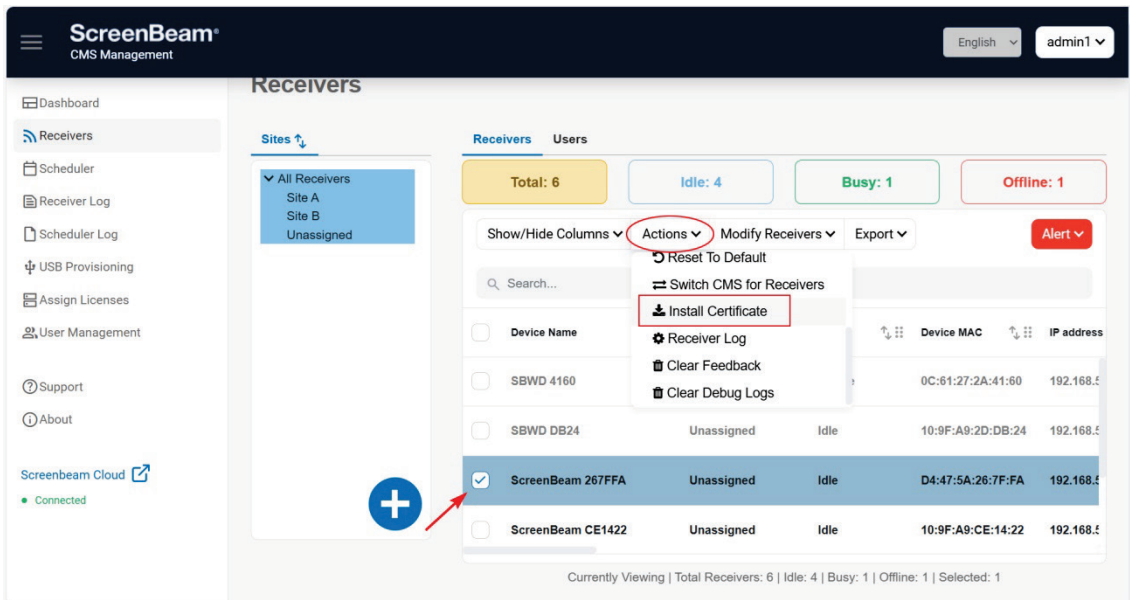 ScreenBeam®
CMS Management
English
admin1
Dashboard
Receivers
Scheduler
Receiver Log
Scheduler Log
USB Provisioning
Assign Licenses
User Management
Support
About
Screenbeam Cloud
Connected
Receivers
Sites
All Receivers
Site A
Site B
Unassigned
Receivers Users
Total: 6 Idle: 4 Busy: 1 Offline: 1
Show/Hide Columns Actions Modify Receivers Export Alert
Search...
Reset To Default
Switch CMS for Receivers
Install Certificate
Receiver Log
Clear Feedback
Clear Debug Logs
Device Name Device MAC IP address
SBWD 4160 0C:61:27:2A:41:60 192.168.5
SBWD DB24 Unassigned Idle 10:9F:A9:2D:DB:24 192.168.5
ScreenBeam 267FFA Unassigned Idle D4:47:5A:26:7F:FA 192.168.5
ScreenBeam CE1422 Unassigned Idle 10:9F:A9:CE:14:22 192.168.5
Currently Viewing | Total Receivers: 6 | Idle: 4 | Busy: 1 | Offline: 1 | Selected: 1